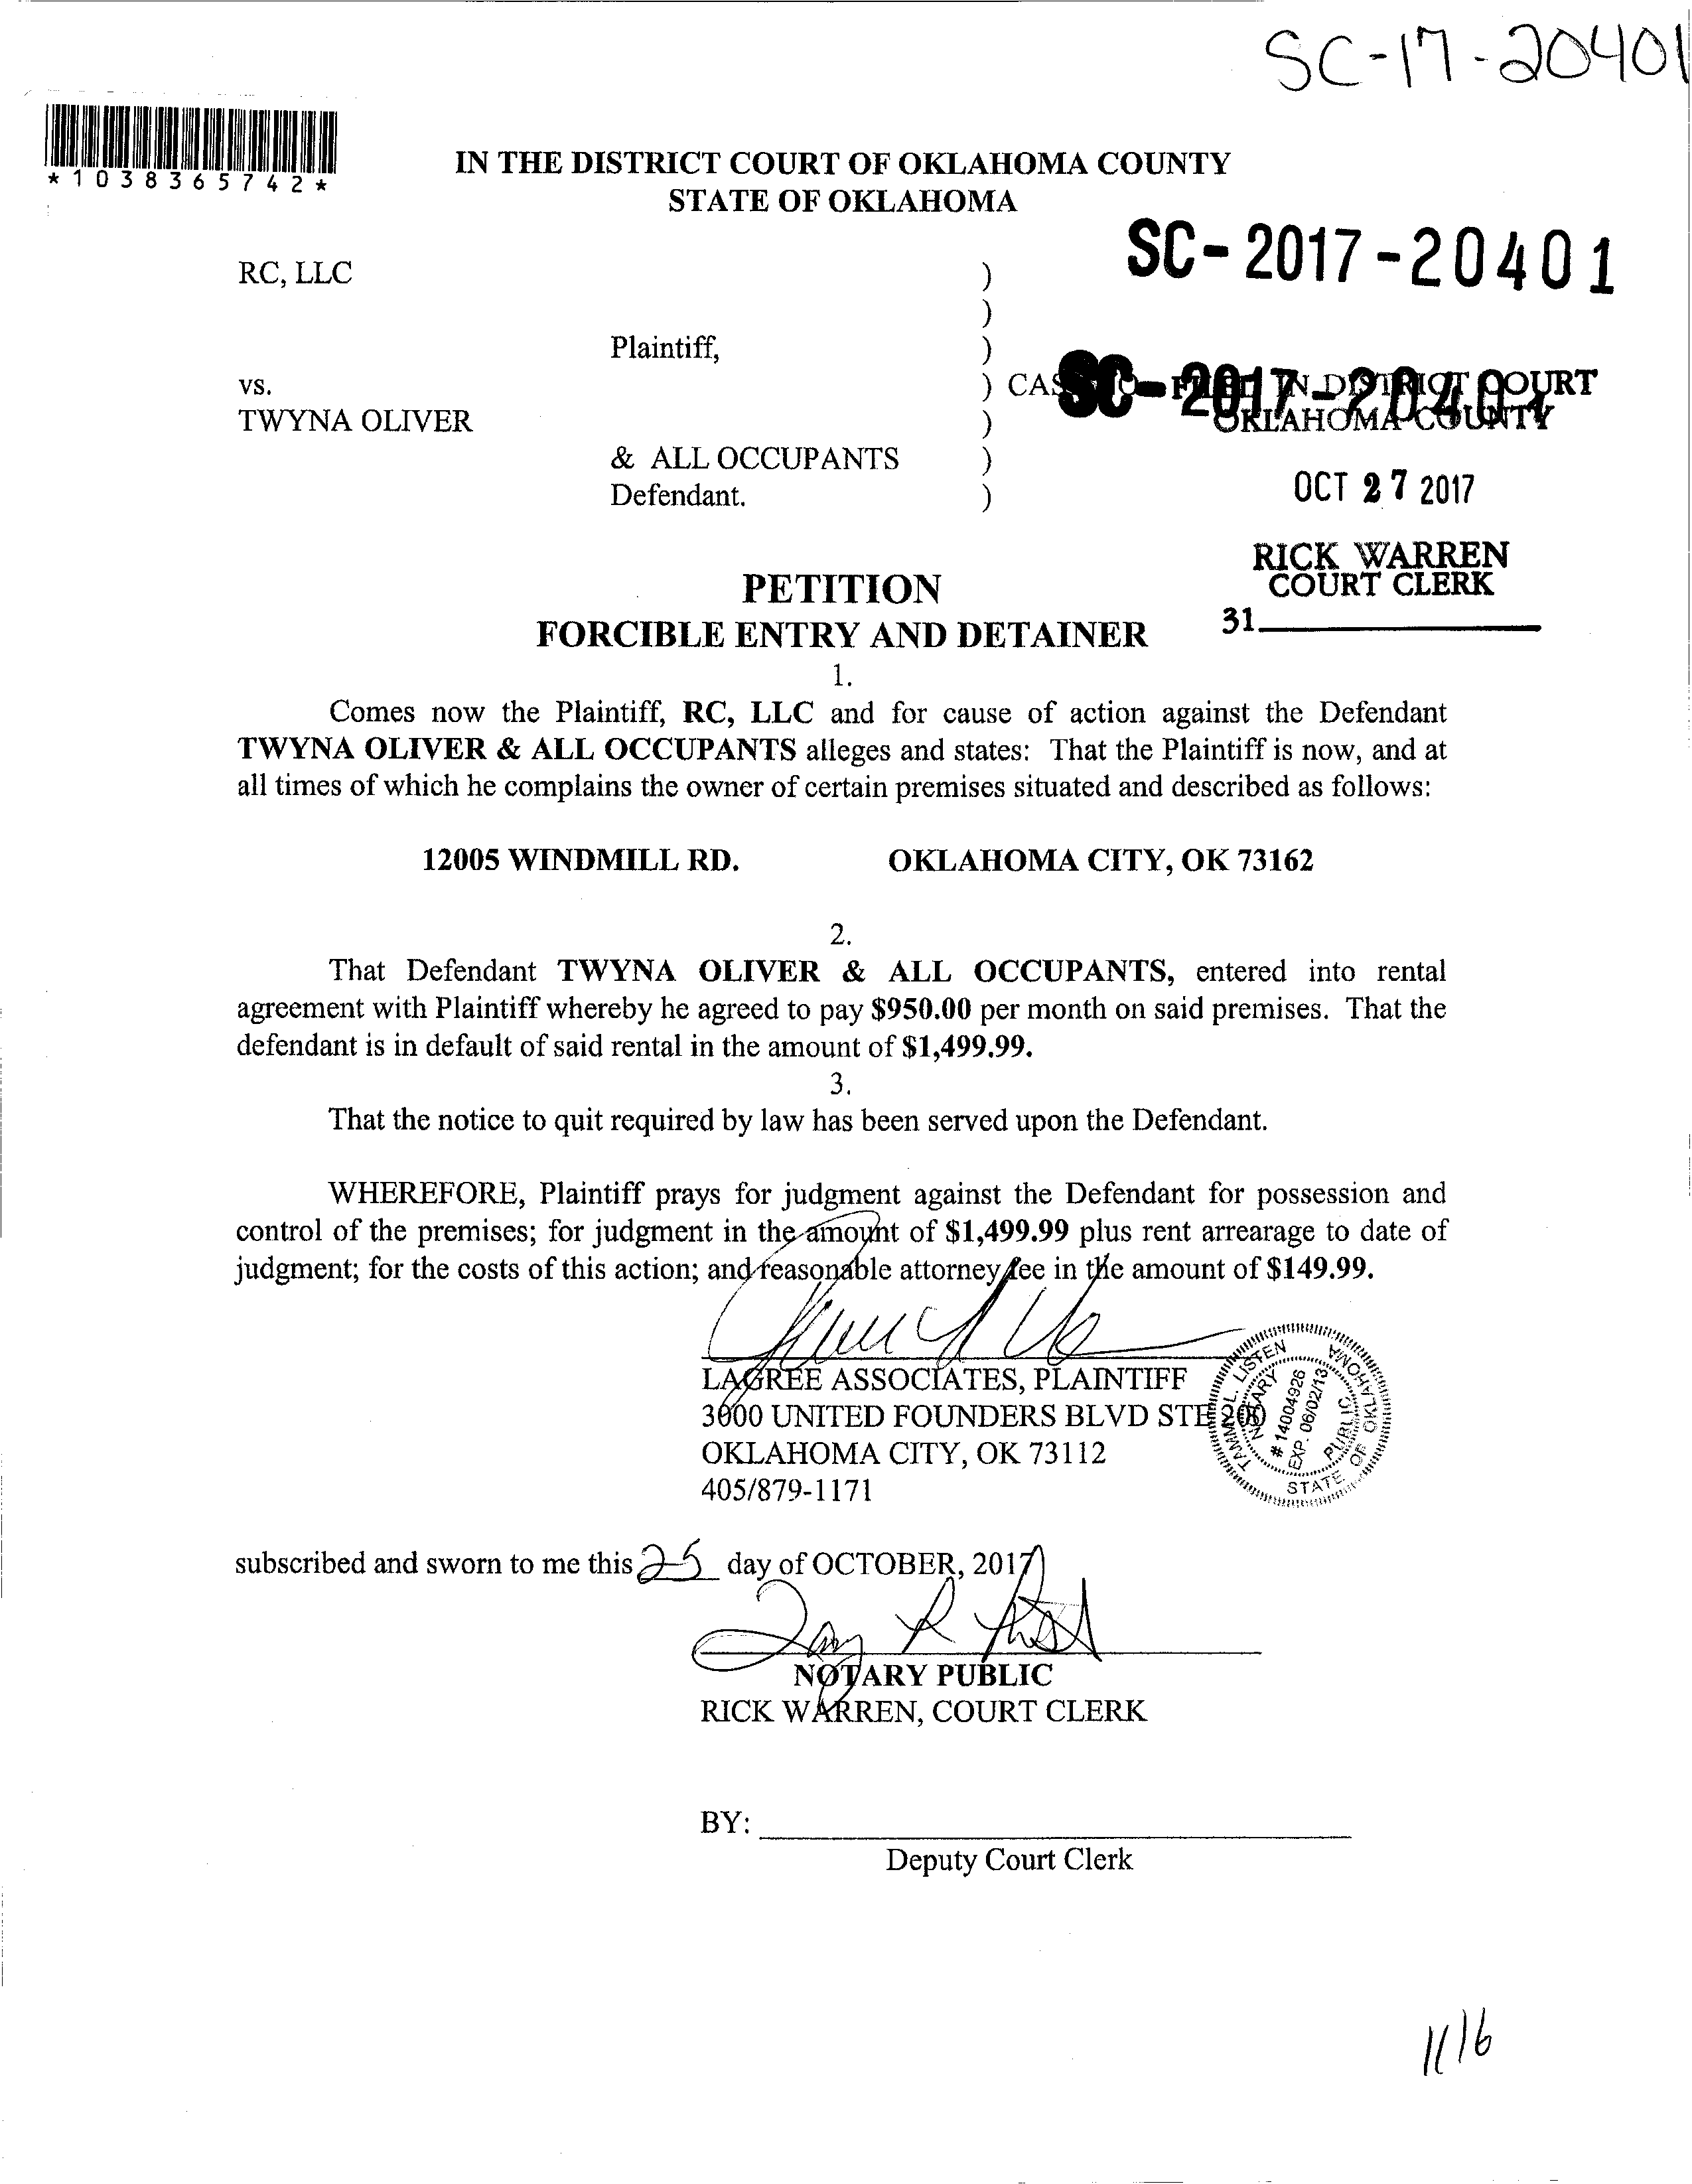 SC-17-20401
*1038365742*
IN THE DISTRICT COURT OF OKLAHOMA COUNTY
STATE OF OKLAHOMA
SC-2017-20401
RC, LLC )
)
Plaintiff, )
vs. ) CAS
SC-2017-20401
FILED IN DISTRICT COURT
OKLAHOMA COUNTY
TWYNA OLIVER )
& ALL OCCUPANTS )
Defendant. )
OCT 27 2017
RICK WARREN
COURT CLERK
31
PETITION
FORCIBLE ENTRY AND DETAINER
1.
Comes now the Plaintiff, RC, LLC and for cause of action against the Defendant
TWYNA OLIVER & ALL OCCUPANTS alleges and states: That the Plaintiff is now, and at
all times of which he complains the owner of certain premises situated and described as follows:
12005 WINDMILL RD. OKLAHOMA CITY, OK 73162
2.
That Defendant TWYNA OLIVER & ALL OCCUPANTS, entered into rental
agreement with Plaintiff whereby he agreed to pay $950.00 per month on said premises. That the
defendant is in default of said rental in the amount of $1,499.99.
3.
That the notice to quit required by law has been served upon the Defendant.
WHEREFORE, Plaintiff prays for judgment against the Defendant for possession and
control of the premises; for judgment in the amount of $1,499.99 plus rent arrearage to date of
judgment; for the costs of this action; and reasonable attorney fee in the amount of $149.99.
LAGREE ASSOCIATES, PLAINTIFF
3000 UNITED FOUNDERS BLVD STE 200
OKLAHOMA CITY, OK 73112
405/879-1171
TAMMY L. LISTEN
NOTARY PUBLIC
# 14004926
EXP. 06/02/13
STATE OF OKLAHOMA
subscribed and sworn to me this 25 day of OCTOBER, 2017
NOTARY PUBLIC
RICK WARREN, COURT CLERK
BY:
Deputy Court Clerk
11/6